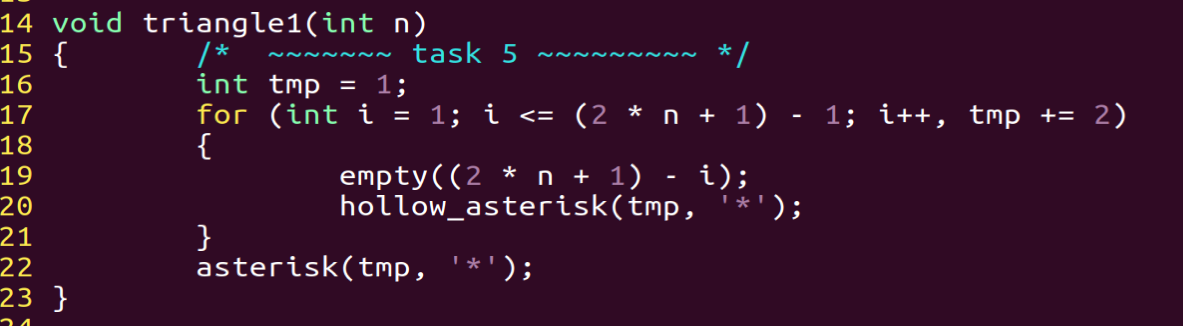 14 void triangle1(int n)
15 {        /*  ~~~~~~~ task 5 ~~~~~~~~~ */
16         int tmp = 1;
17         for (int i = 1; i <= (2 * n + 1) - 1; i++, tmp += 2)
18         {
19                 empty((2 * n + 1) - i);
20                 hollow_asterisk(tmp, '*');
21         }
22         asterisk(tmp, '*');
23 }